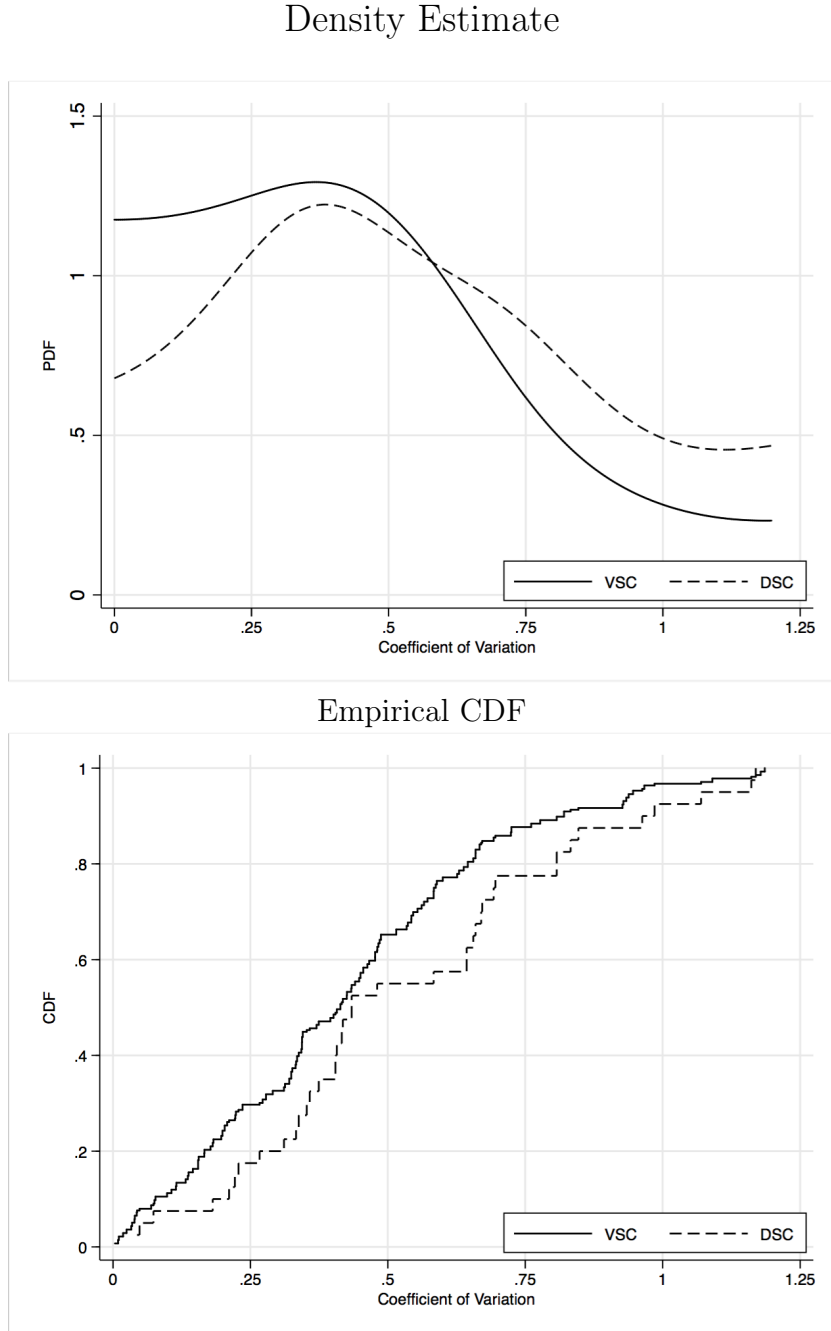 Density Estimate
1.5
1
.5
0
PDF
0 .25 .5 .75 1 1.25
Coefficient of Variation
VSC DSC
Empirical CDF
1
.8
.6
.4
.2
0
CDF
0 .25 .5 .75 1 1.25
Coefficient of Variation
VSC DSC